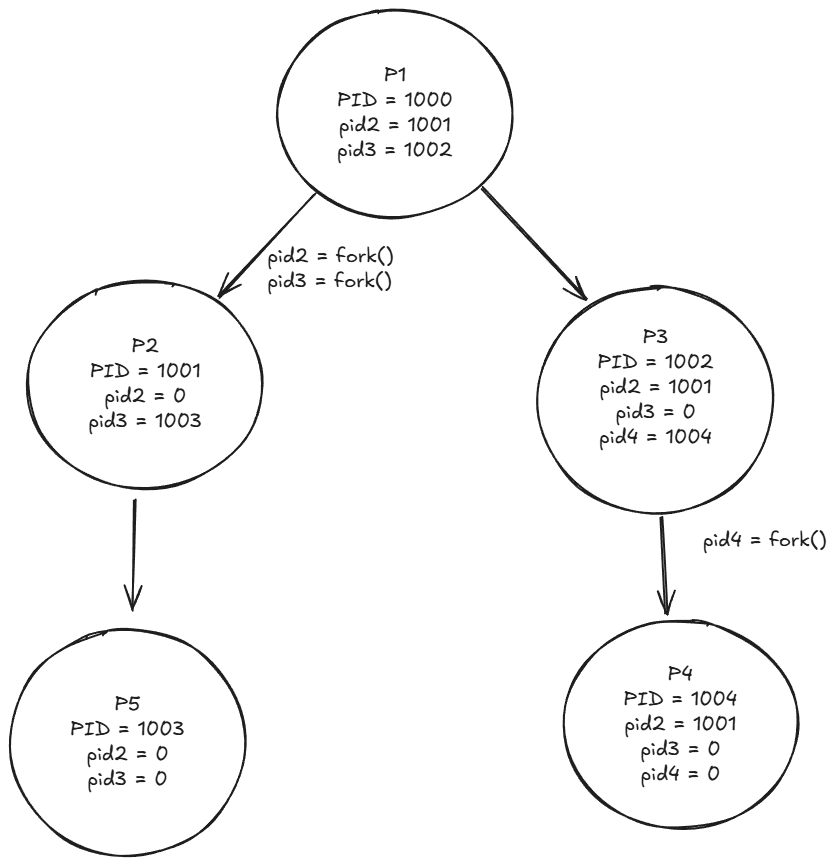 P1
PID = 1000
pid2 = 1001
pid3 = 1002
pid2 = fork()
pid3 = fork()
P2
PID = 1001
pid2 = 0
pid3 = 1003
P3
PID = 1002
pid2 = 1001
pid3 = 0
pid4 = 1004
pid4 = fork()
P5
PID = 1003
pid2 = 0
pid3 = 0
P4
PID = 1004
pid2 = 1001
pid3 = 0
pid4 = 0